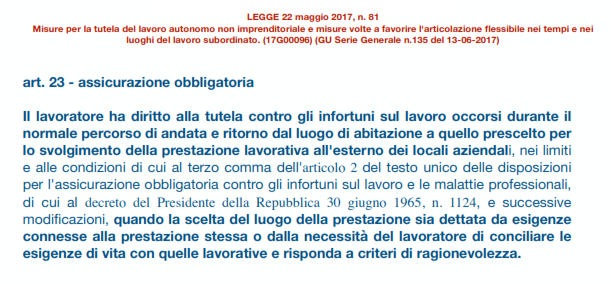 LEGGE 22 maggio 2017, n. 81
Misure per la tutela del lavoro autonomo non imprenditoriale e misure volte a favorire l'articolazione flessibile nei tempi e nei
luoghi del lavoro subordinato. (17G00096) (GU Serie Generale n.135 del 13-06-2017)
art. 23 - assicurazione obbligatoria
Il lavoratore ha diritto alla tutela contro gli infortuni sul lavoro occorsi durante il
normale percorso di andata e ritorno dal luogo di abitazione a quello prescelto per
lo svolgimento della prestazione lavorativa all'esterno dei locali aziendali, nei limiti
e alle condizioni di cui al terzo comma dell'articolo 2 del testo unico delle disposizioni
per l'assicurazione obbligatoria contro gli infortuni sul lavoro e le malattie professionali,
di cui al decreto del Presidente della Repubblica 30 giugno 1965, n. 1124, e successive
modificazioni, quando la scelta del luogo della prestazione sia dettata da esigenze
connesse alla prestazione stessa o dalla necessità del lavoratore di conciliare le
esigenze di vita con quelle lavorative e risponda a criteri di ragionevolezza.